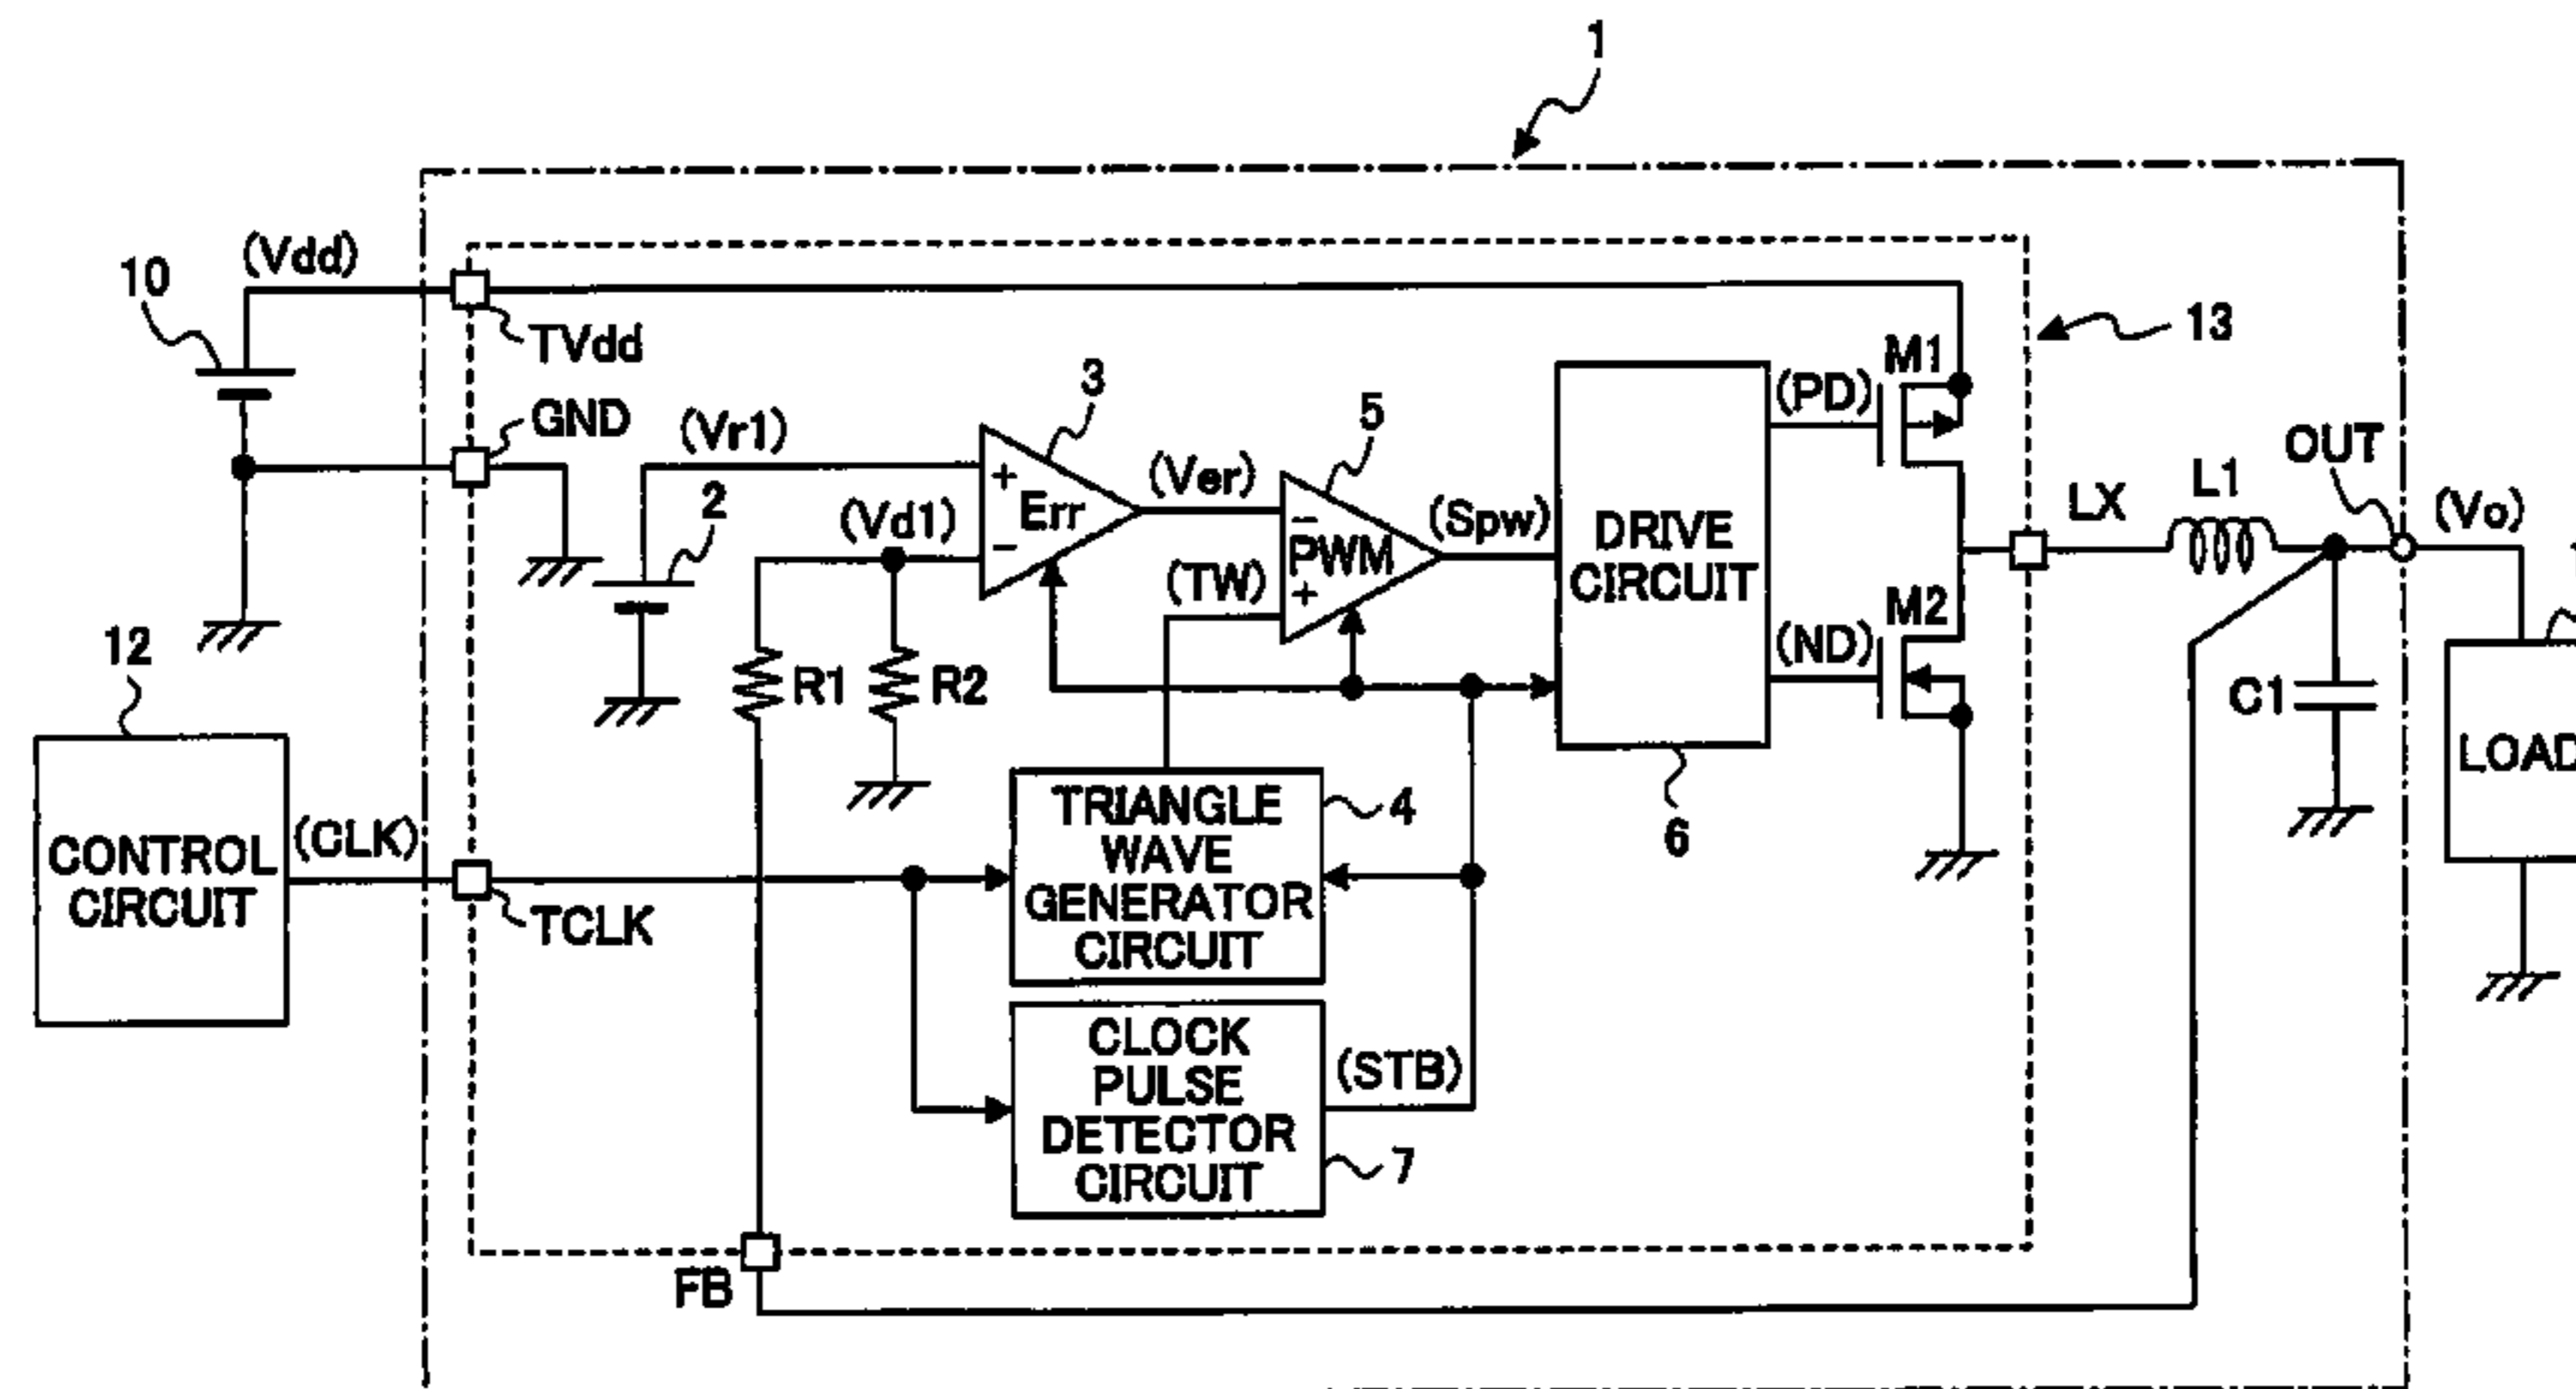 1
(Vdd)
10
TVdd
13
M1
3
GND
(Vr1)
5
(PD)
2
(Ver)
OUT
(Vd1)
+
Err
-
(Spw)
DRIVE
CIRCUIT
LX
L1
(Vo)
-
PWM
+
(TW)
M2
12
R1
R2
(ND)
C1
LOAD
CONTROL
CIRCUIT
(CLK)
TRIANGLE
WAVE
GENERATOR
CIRCUIT
4
6
TCLK
CLOCK
PULSE
DETECTOR
CIRCUIT
(STB)
7
FB